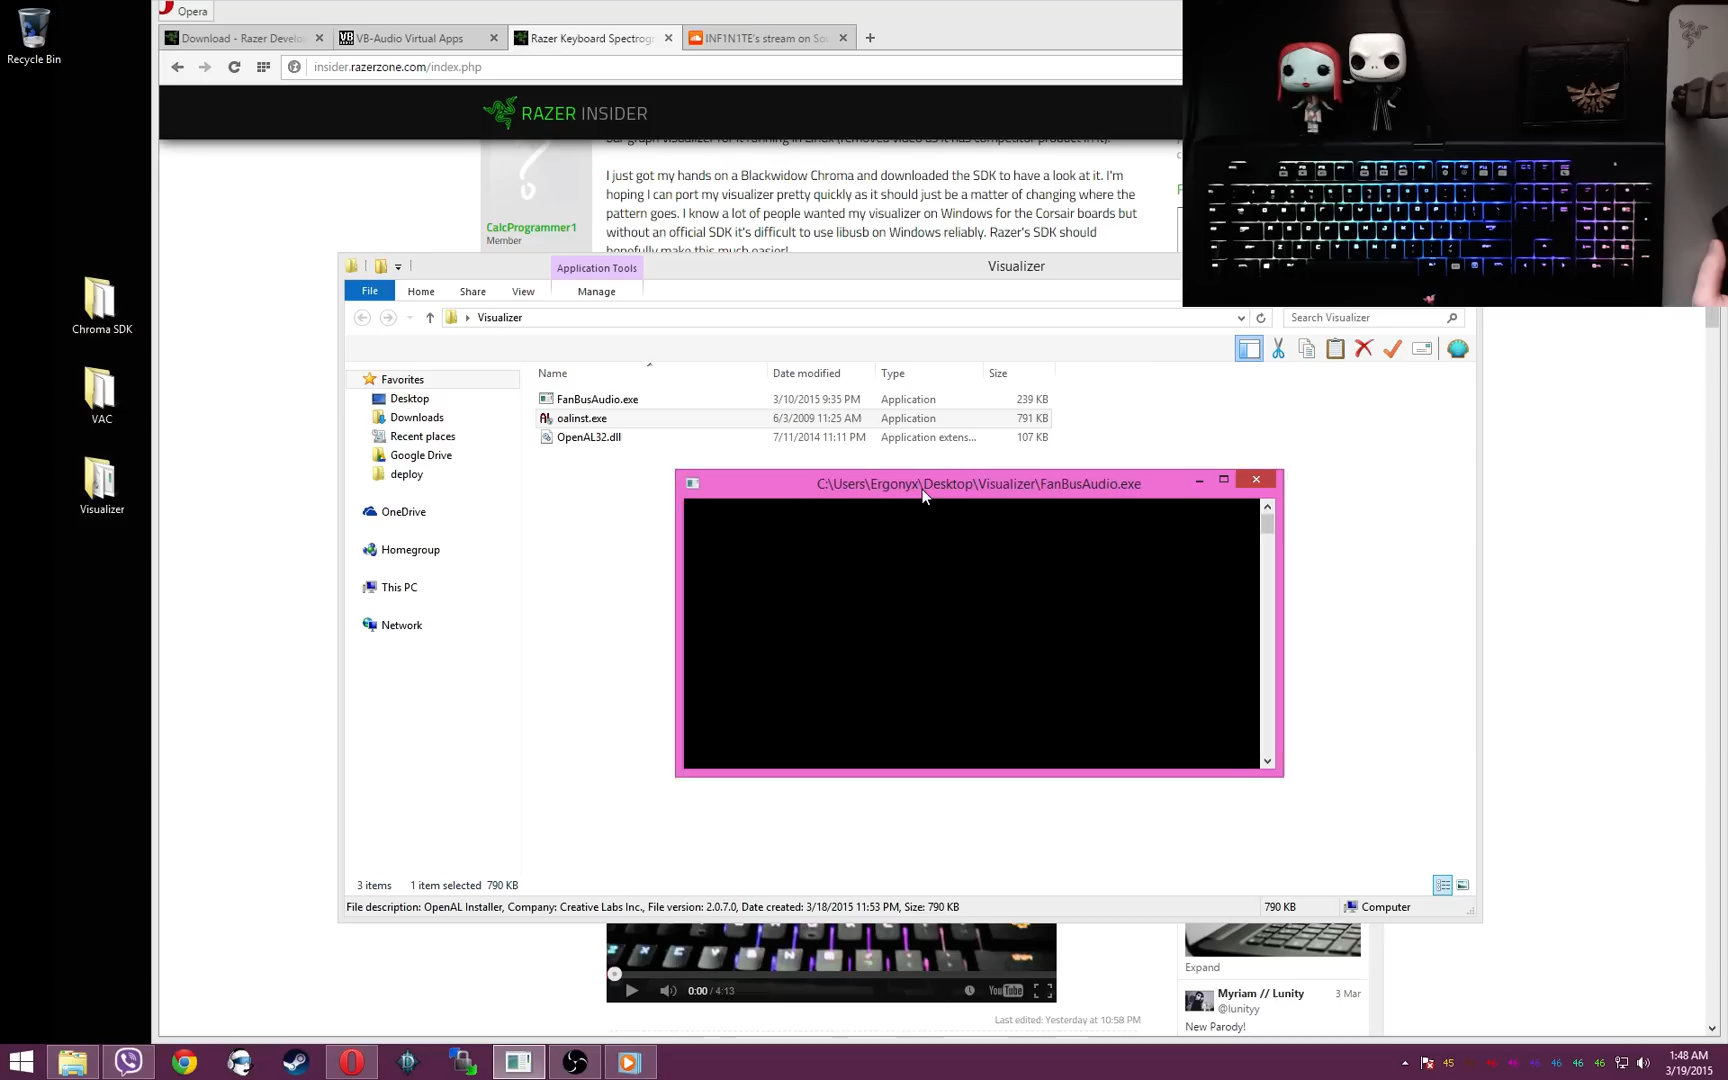 Recycle Bin
Chroma SDK
VAC
Visualizer
Opera
Download - Razer Develo
VB-Audio Virtual Apps
Razer Keyboard Spectrogr
INF1N1TE's stream on So
insider.razerzone.com/index.php
RAZER INSIDER
I just got my hands on a Blackwidow Chroma and downloaded the SDK to have a look at it. I'm
hoping I can port my visualizer pretty quickly as it should just be a matter of changing where the
pattern goes. I know a lot of people wanted my visualizer on Windows for the Corsair boards but
without an official SDK it's difficult to use libusb on Windows reliably. Razer's SDK should
hopefully make this much easier!
CalcProgrammer1
Member
Application Tools
Visualizer
File
Home
Share
View
Manage
Visualizer
Search Visualizer
Name
Date modified
Type
Size
FanBusAudio.exe
3/10/2015 9:35 PM
Application
239 KB
oalinst.exe
6/3/2009 11:25 AM
Application
791 KB
OpenAL32.dll
7/11/2014 11:11 PM
Application extens...
107 KB
Favorites
Desktop
Downloads
Recent places
Google Drive
deploy
OneDrive
Homegroup
This PC
Network
C:\Users\Ergonyx\Desktop\Visualizer\FanBusAudio.exe
3 items
1 item selected 790 KB
File description: OpenAL Installer, Company: Creative Labs Inc., File version: 2.0.7.0, Date created: 3/18/2015 11:53 PM, Size: 790 KB
790 KB
Computer
0:00 / 4:13
YouTube
Last edited: Yesterday at 10:58 PM
Expand
Myriam // Lunity
3 Mar
@lunityy
New Parody!
45
46
46
46
1:48 AM
3/19/2015